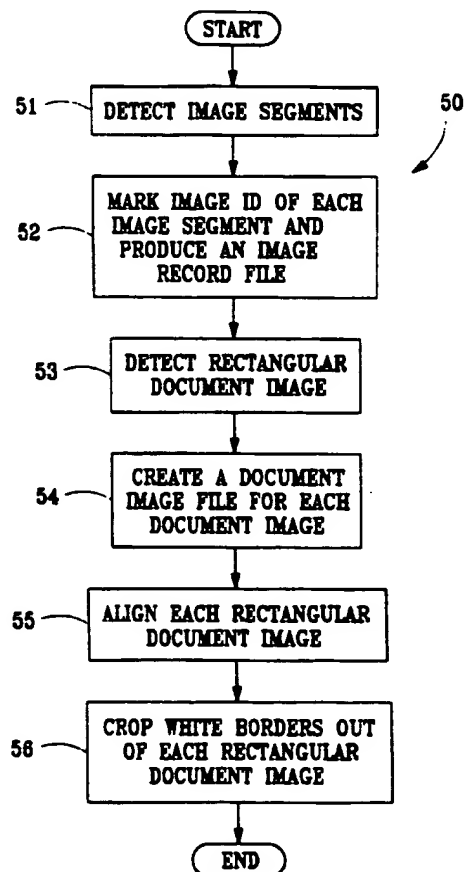 START
51
DETECT IMAGE SEGMENTS
50
52
MARK IMAGE ID OF EACH
IMAGE SEGMENT AND
PRODUCE AN IMAGE
RECORD FILE
53
DETECT RECTANGULAR
DOCUMENT IMAGE
54
CREATE A DOCUMENT
IMAGE FILE FOR EACH
DOCUMENT IMAGE
55
ALIGN EACH RECTANGULAR
DOCUMENT IMAGE
56
CROP WHITE BORDERS OUT
OF EACH RECTANGULAR
DOCUMENT IMAGE
END